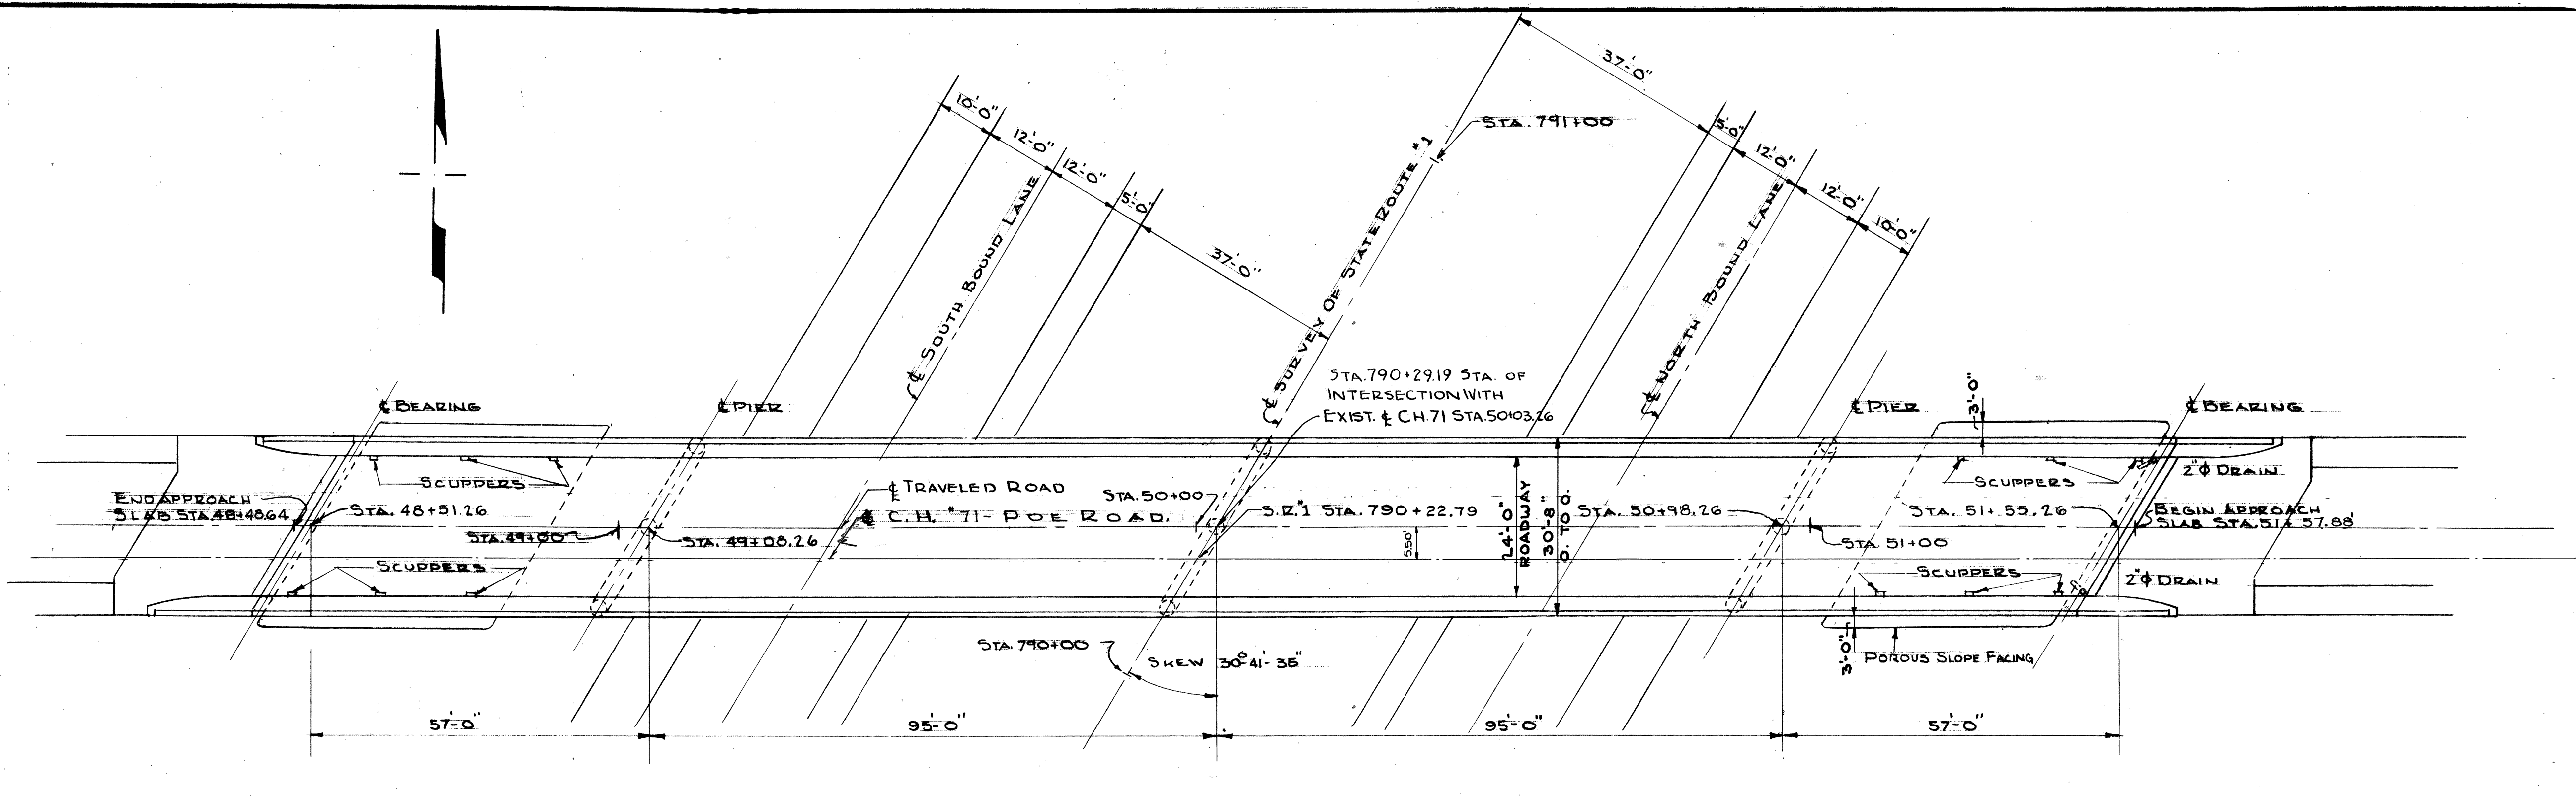 37'-0"
10'-0"
STA. 791+00
5'-0"
12'-0"
12'-0"
12'-0"
12'-0"
5'-0"
10'-0"
37'-0"
℄ SOUTH BOUND LANE
℄ SURVEY OF STATE ROUTE #1
℄ NORTH BOUND LANE
STA. 790+29.19 STA. OF
INTERSECTION WITH
EXIST. ℄ CH. 71 STA. 50+03.26
3'-0"
℄ BEARING
℄ PIER
℄ PIER
℄ BEARING
SCUPPERS
SCUPPERS
2"Φ DRAIN
END APPROACH
SLAB STA. 48+48.64
STA. 48+51.26
℄ TRAVELED ROAD
℄ C.H. #71 - POE ROAD.
STA. 50+00
S.R. #1 STA. 790+22.79
24'-0"
ROADWAY
30'-8"
O. TO O.
STA. 50+98.26
STA. 51+55.26
BEGIN APPROACH
SLAB STA. 51+57.88'
STA. 49+00
STA. 49+08.26
5.50'
STA. 51+00
SCUPPERS
SCUPPERS
2"Φ DRAIN
STA. 790+00
SKEW 30°-41'-35"
3'-0"
POROUS SLOPE FACING
57'-0"
95'-0"
95'-0"
57'-0"